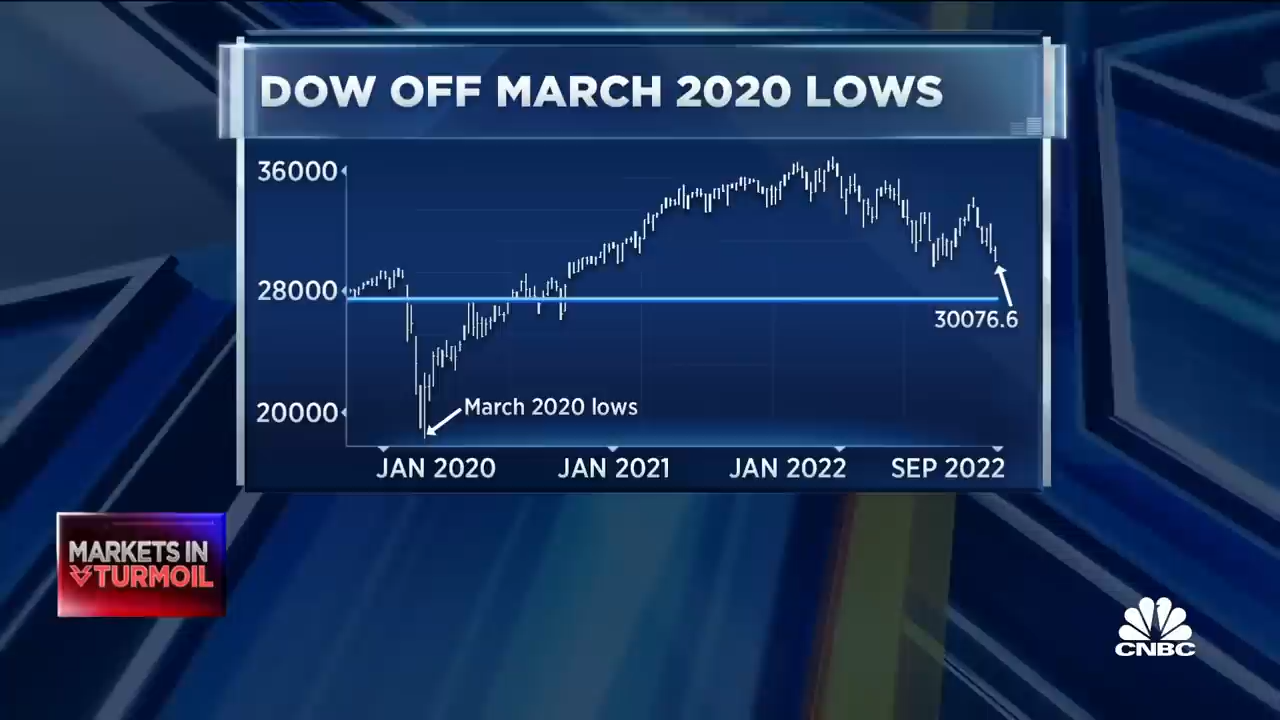 DOW OFF MARCH 2020 LOWS
36000
28000
30076.6
20000
March 2020 lows
JAN 2020
JAN 2021
JAN 2022
SEP 2022
MARKETS IN
TURMOIL
CNBC